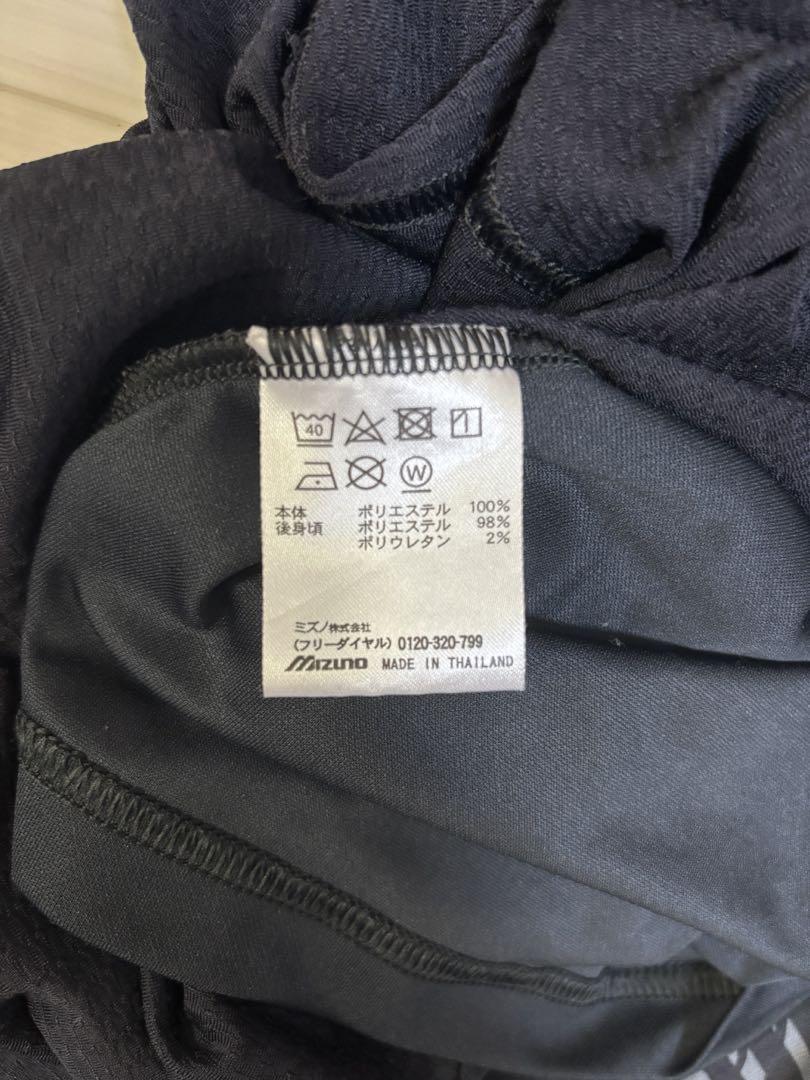 40
W
本体 ポリエステル 100%
後身頃 ポリエステル 98%
ポリウレタン 2%
ミズノ株式会社
(フリーダイヤル) 0120-320-799
MIZUNO MADE IN THAILAND